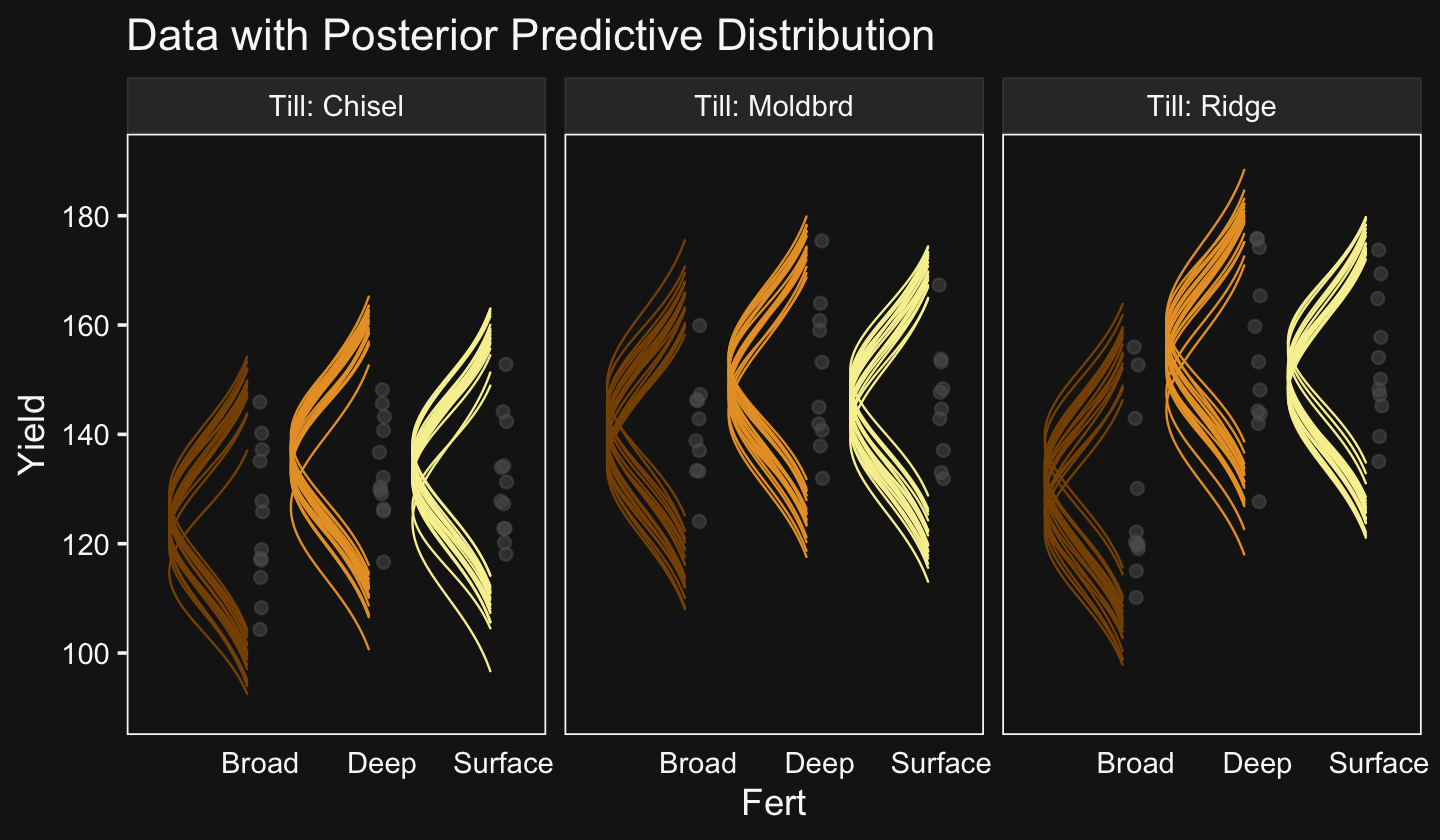 Data with Posterior Predictive Distribution
Till: Chisel
Till: Moldbrd
Till: Ridge
Yield
180
160
140
120
100
Broad Deep Surface
Broad Deep Surface
Broad Deep Surface
Fert